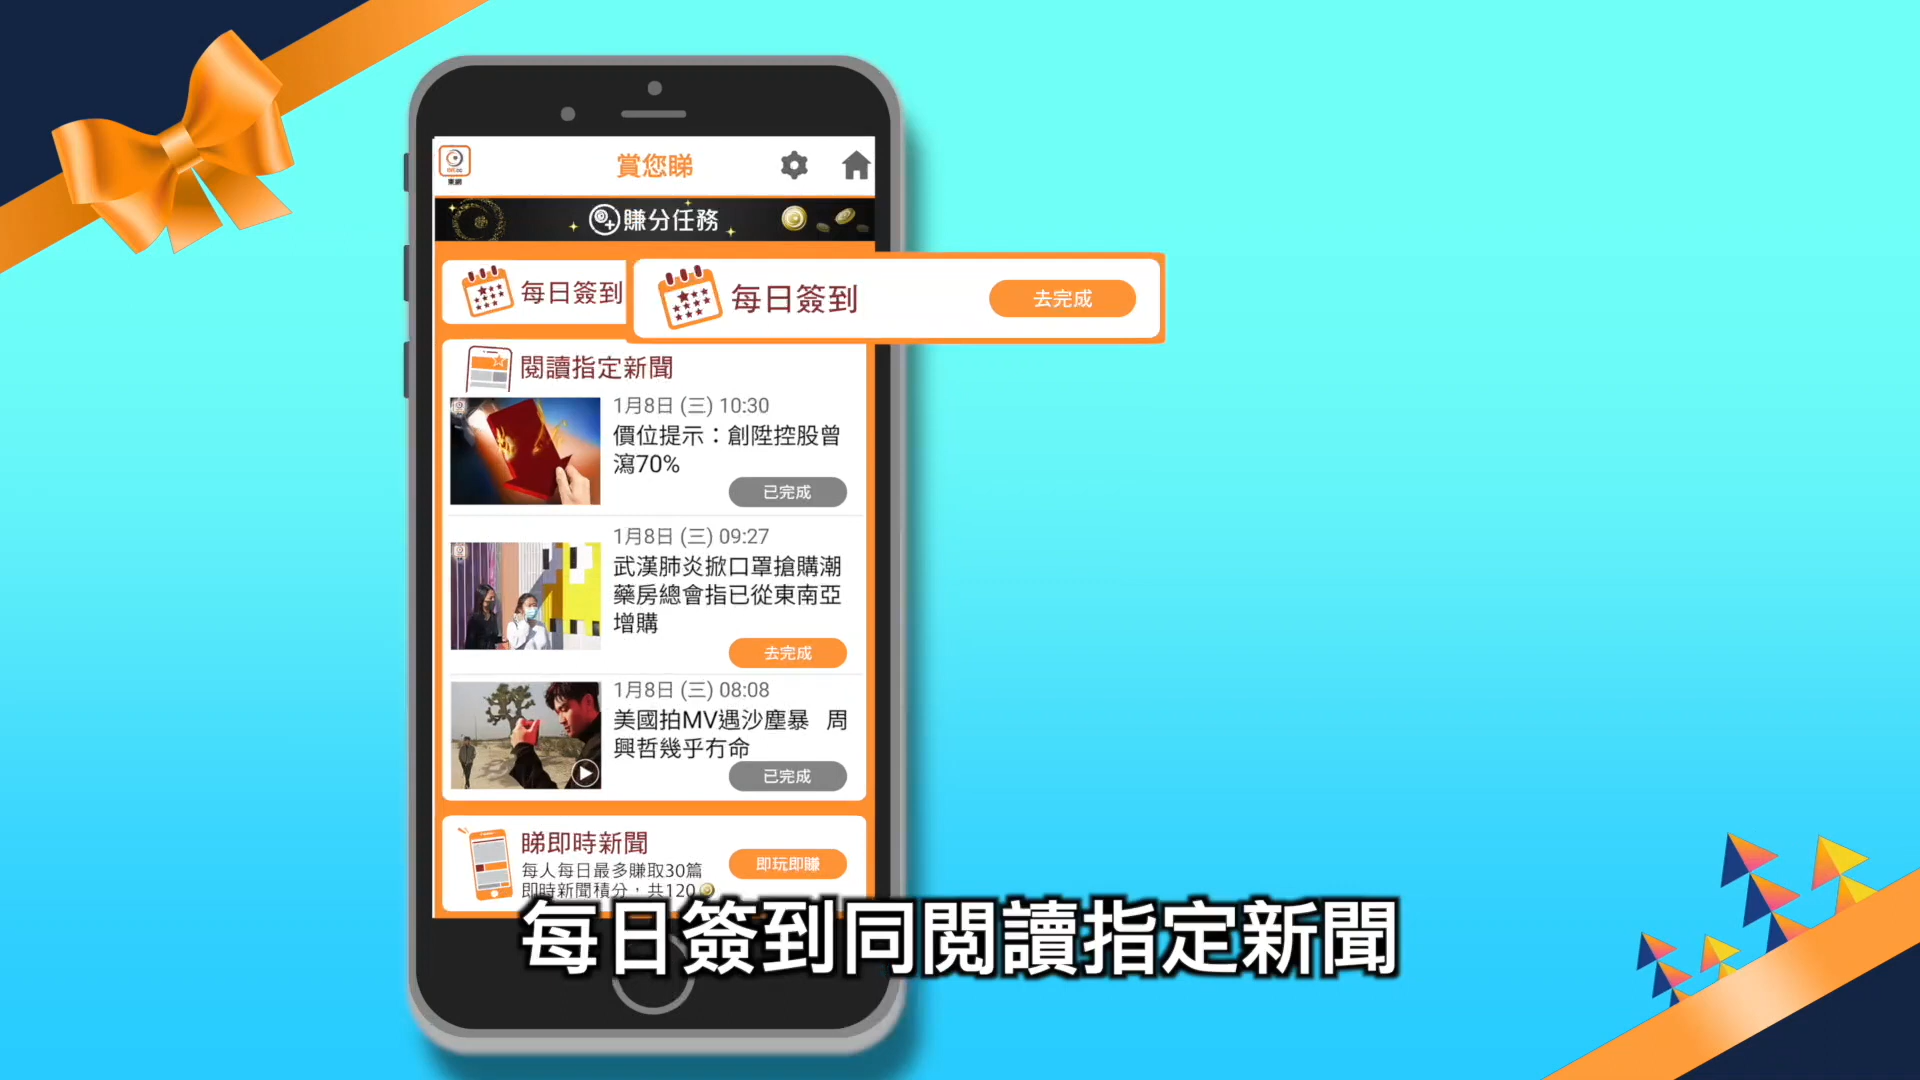 東網
賞您睇
賺分任務
每日簽到
每日簽到
去完成
閱讀指定新聞
1月8日 (三) 10:30
價位提示：創陞控股曾
瀉70%
已完成
1月8日 (三) 09:27
武漢肺炎掀口罩搶購潮
藥房總會指已從東南亞
增購
去完成
1月8日 (三) 08:08
美國拍MV遇沙塵暴 周
興哲幾乎冇命
已完成
睇即時新聞
每人每日最多賺取30篇
即時新聞積分，共120
即玩即賺
每日簽到同閱讀指定新聞